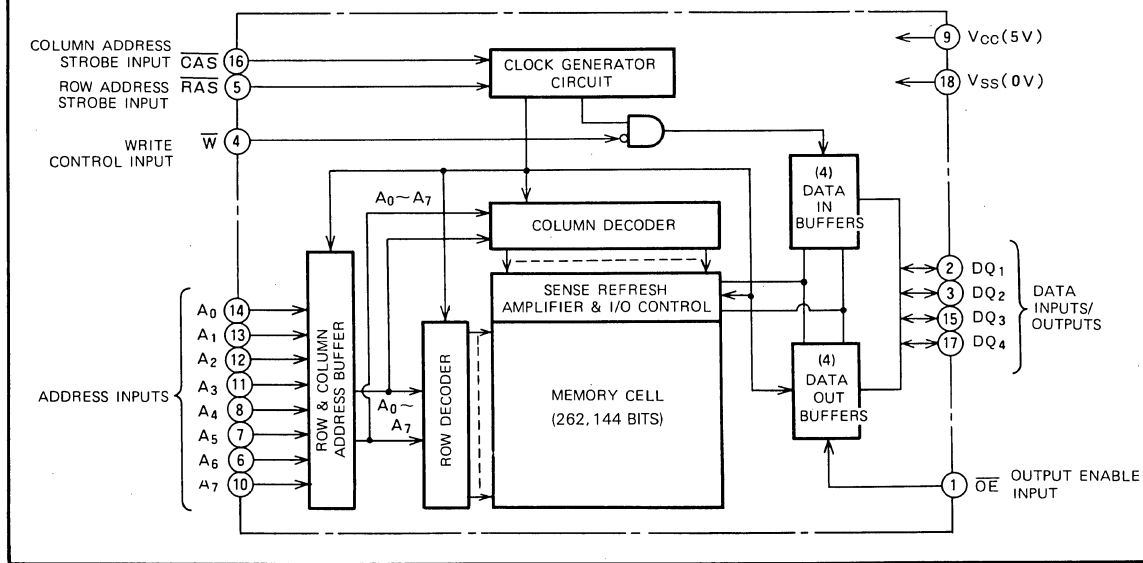 COLUMN ADDRESS
STROBE INPUT C̅A̅S̅ 16
ROW ADDRESS R̅A̅S̅ 5
STROBE INPUT
WRITE W̅ 4
CONTROL INPUT
CLOCK GENERATOR
CIRCUIT
9 VCC(5V)
18 VSS(0V)
(4)
DATA
IN
BUFFERS
A0~A7
COLUMN DECODER
SENSE REFRESH
AMPLIFIER & I/O CONTROL
MEMORY CELL
(262,144 BITS)
ADDRESS INPUTS
A0 14
A1 13
A2 12
A3 11
A4 8
A5 7
A6 6
A7 10
ROW & COLUMN
ADDRESS BUFFER
A0~
A7
ROW DECODER
(4)
DATA
OUT
BUFFERS
2 DQ1
3 DQ2
15 DQ3
17 DQ4
DATA
INPUTS/
OUTPUTS
1 O̅E̅ OUTPUT ENABLE
INPUT